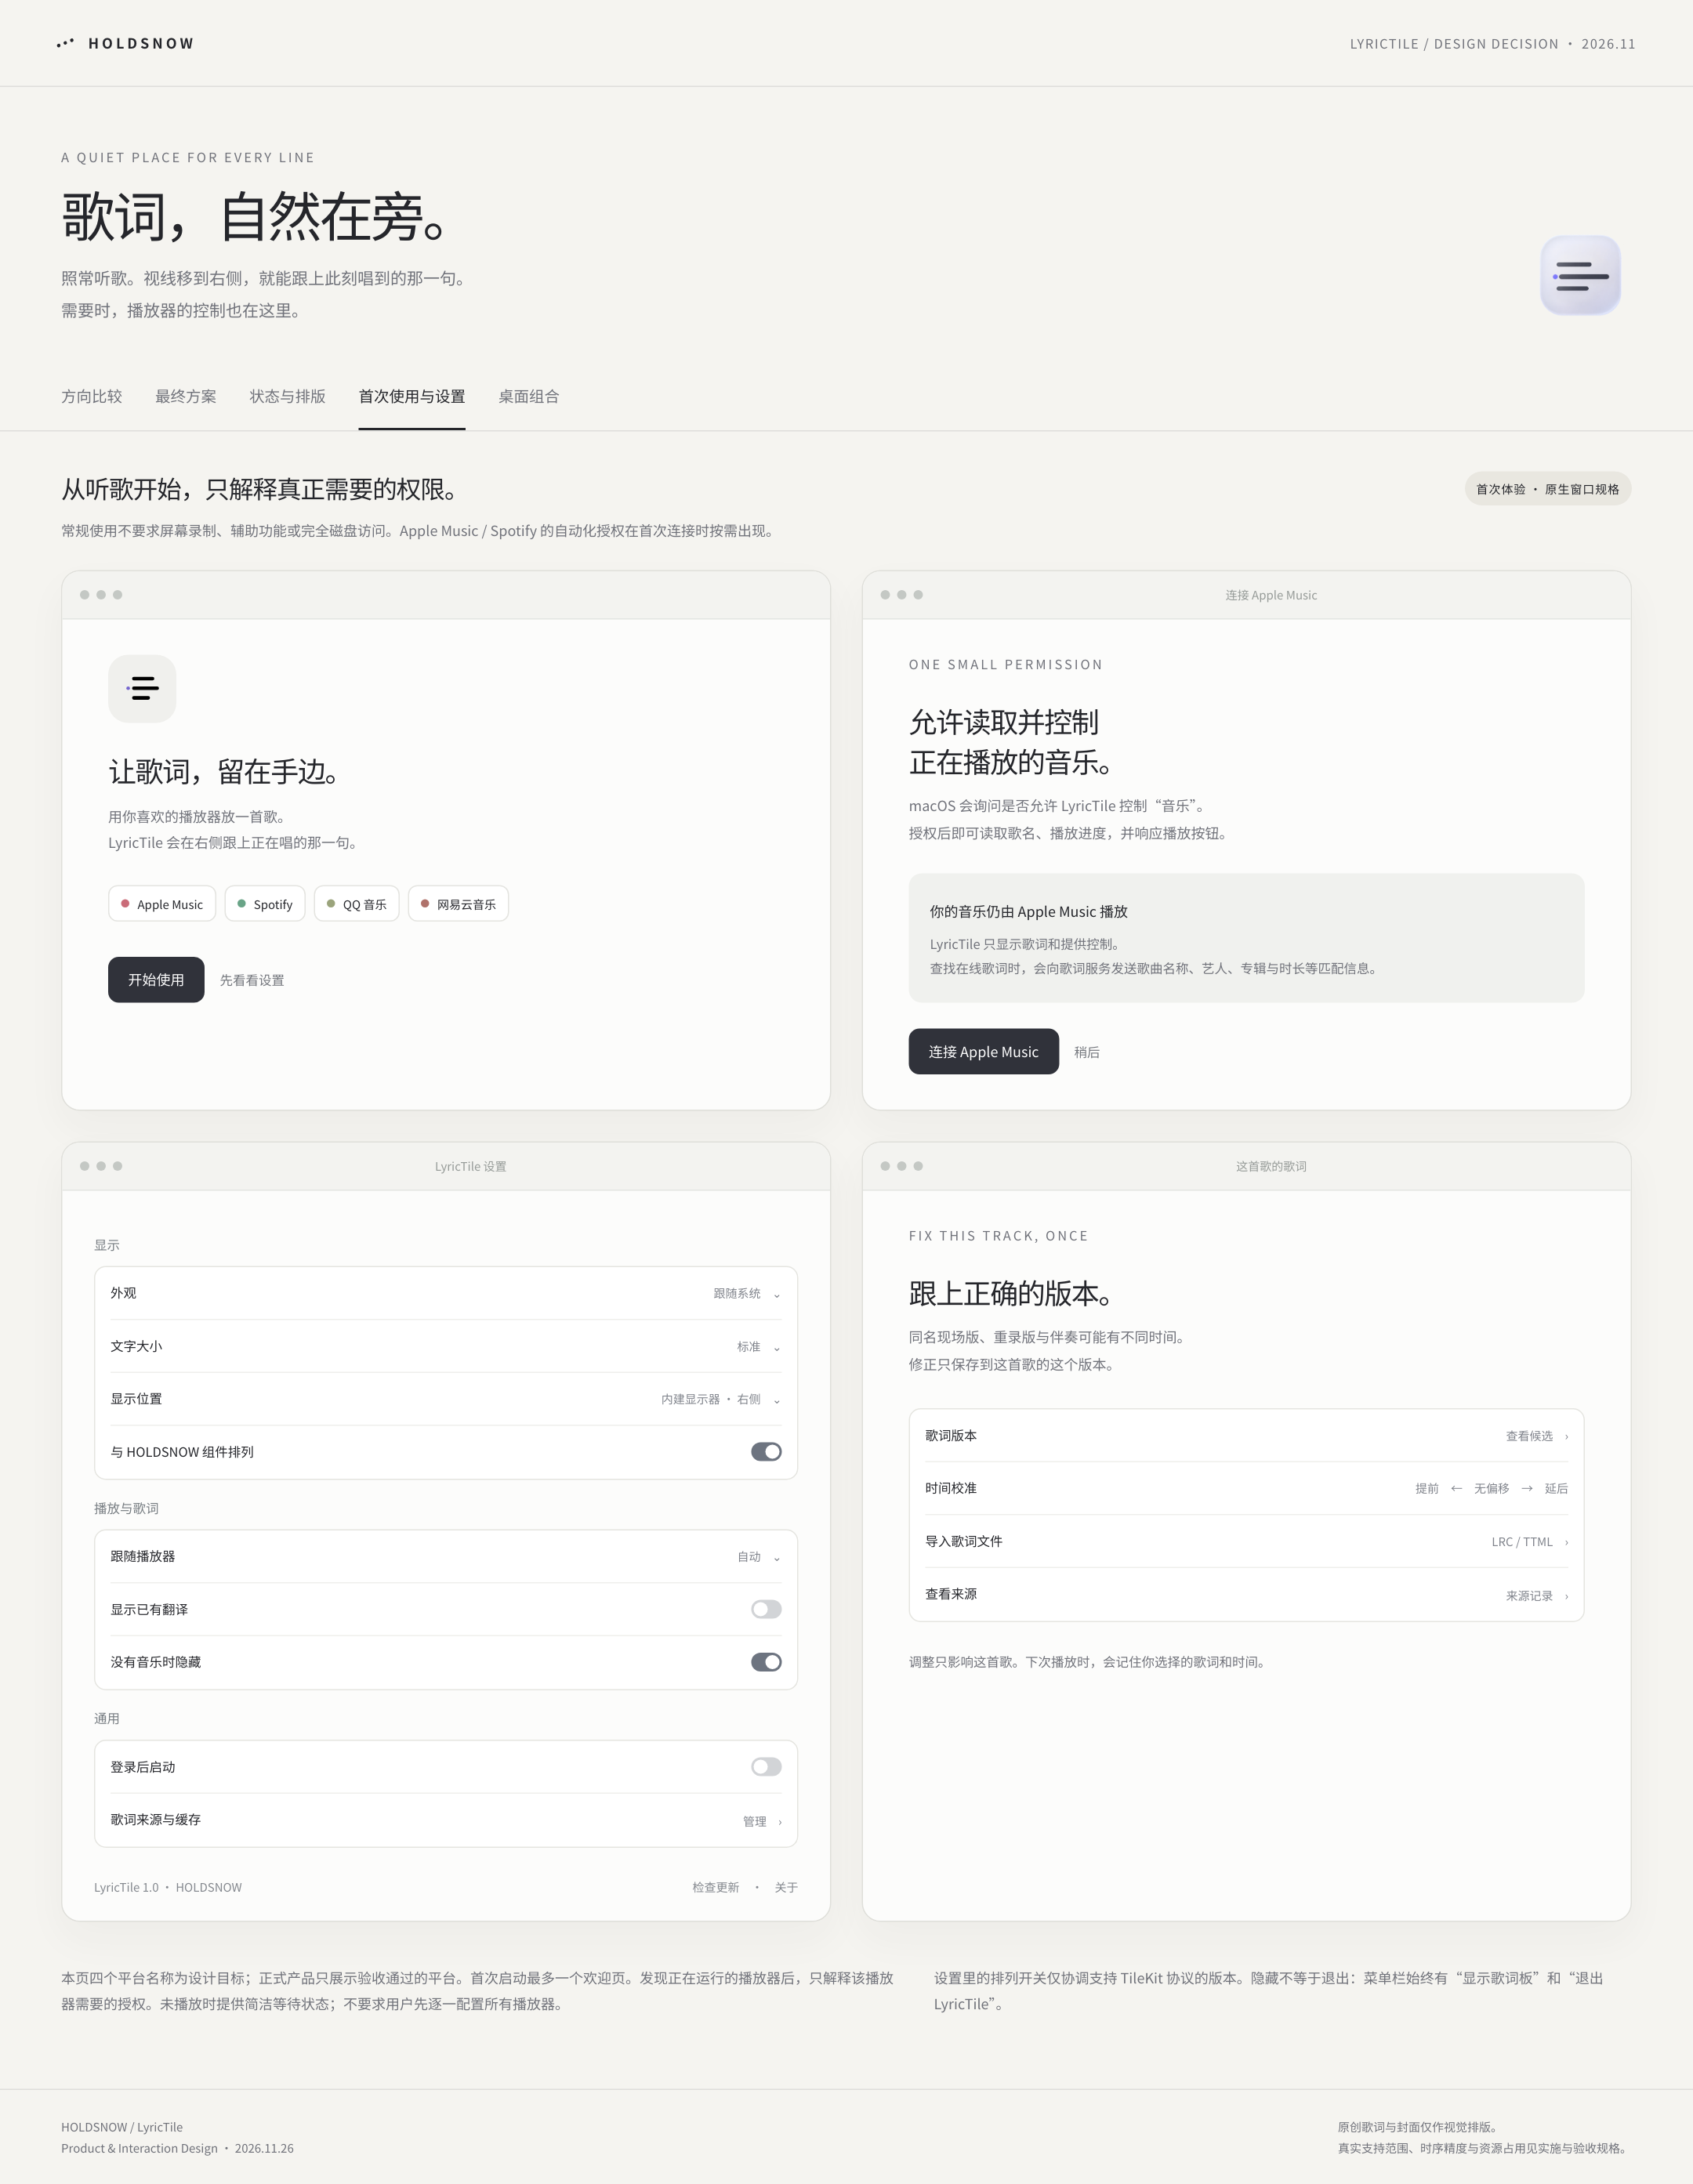 HOLDSNOW
LYRICTILE / DESIGN DECISION · 2026.11
A QUIET PLACE FOR EVERY LINE
歌词，自然在旁。
照常听歌。视线移到右侧，就能跟上此刻唱到的那一句。
需要时，播放器的控制也在这里。
方向比较
最终方案
状态与排版
首次使用与设置
桌面组合
从听歌开始，只解释真正需要的权限。
首次体验 · 原生窗口规格
常规使用不要求屏幕录制、辅助功能或完全磁盘访问。Apple Music / Spotify 的自动化授权在首次连接时按需出现。
让歌词，留在手边。
用你喜欢的播放器放一首歌。
LyricTile 会在右侧跟上正在唱的那一句。
Apple Music
Spotify
QQ 音乐
网易云音乐
开始使用
先看看设置
连接 Apple Music
ONE SMALL PERMISSION
允许读取并控制
正在播放的音乐。
macOS 会询问是否允许 LyricTile 控制“音乐”。
授权后即可读取歌名、播放进度，并响应播放按钮。
你的音乐仍由 Apple Music 播放
LyricTile 只显示歌词和提供控制。
查找在线歌词时，会向歌词服务发送歌曲名称、艺人、专辑与时长等匹配信息。
连接 Apple Music
稍后
LyricTile 设置
显示
外观 跟随系统 ⌄
文字大小 标准 ⌄
显示位置 内建显示器 · 右侧 ⌄
与 HOLDSNOW 组件排列
播放与歌词
跟随播放器 自动 ⌄
显示已有翻译
没有音乐时隐藏
通用
登录后启动
歌词来源与缓存 管理 ›
LyricTile 1.0 · HOLDSNOW
检查更新 · 关于
这首歌的歌词
FIX THIS TRACK, ONCE
跟上正确的版本。
同名现场版、重录版与伴奏可能有不同时间。
修正只保存到这首歌的这个版本。
歌词版本 查看候选 ›
时间校准 提前 ← 无偏移 → 延后
导入歌词文件 LRC / TTML ›
查看来源 来源记录 ›
调整只影响这首歌。下次播放时，会记住你选择的歌词和时间。
本页四个平台名称为设计目标；正式产品只展示验收通过的平台。首次启动最多一个欢迎页。发现正在运行的播放器后，只解释该播放
器需要的授权。未播放时提供简洁等待状态；不要求用户先逐一配置所有播放器。
设置里的排列开关仅协调支持 TileKit 协议的版本。隐藏不等于退出：菜单栏始终有“显示歌词板”和“退出
LyricTile”。
HOLDSNOW / LyricTile
Product & Interaction Design · 2026.11.26
原创歌词与封面仅作视觉排版。
真实支持范围、时序精度与资源占用见实施与验收规格。